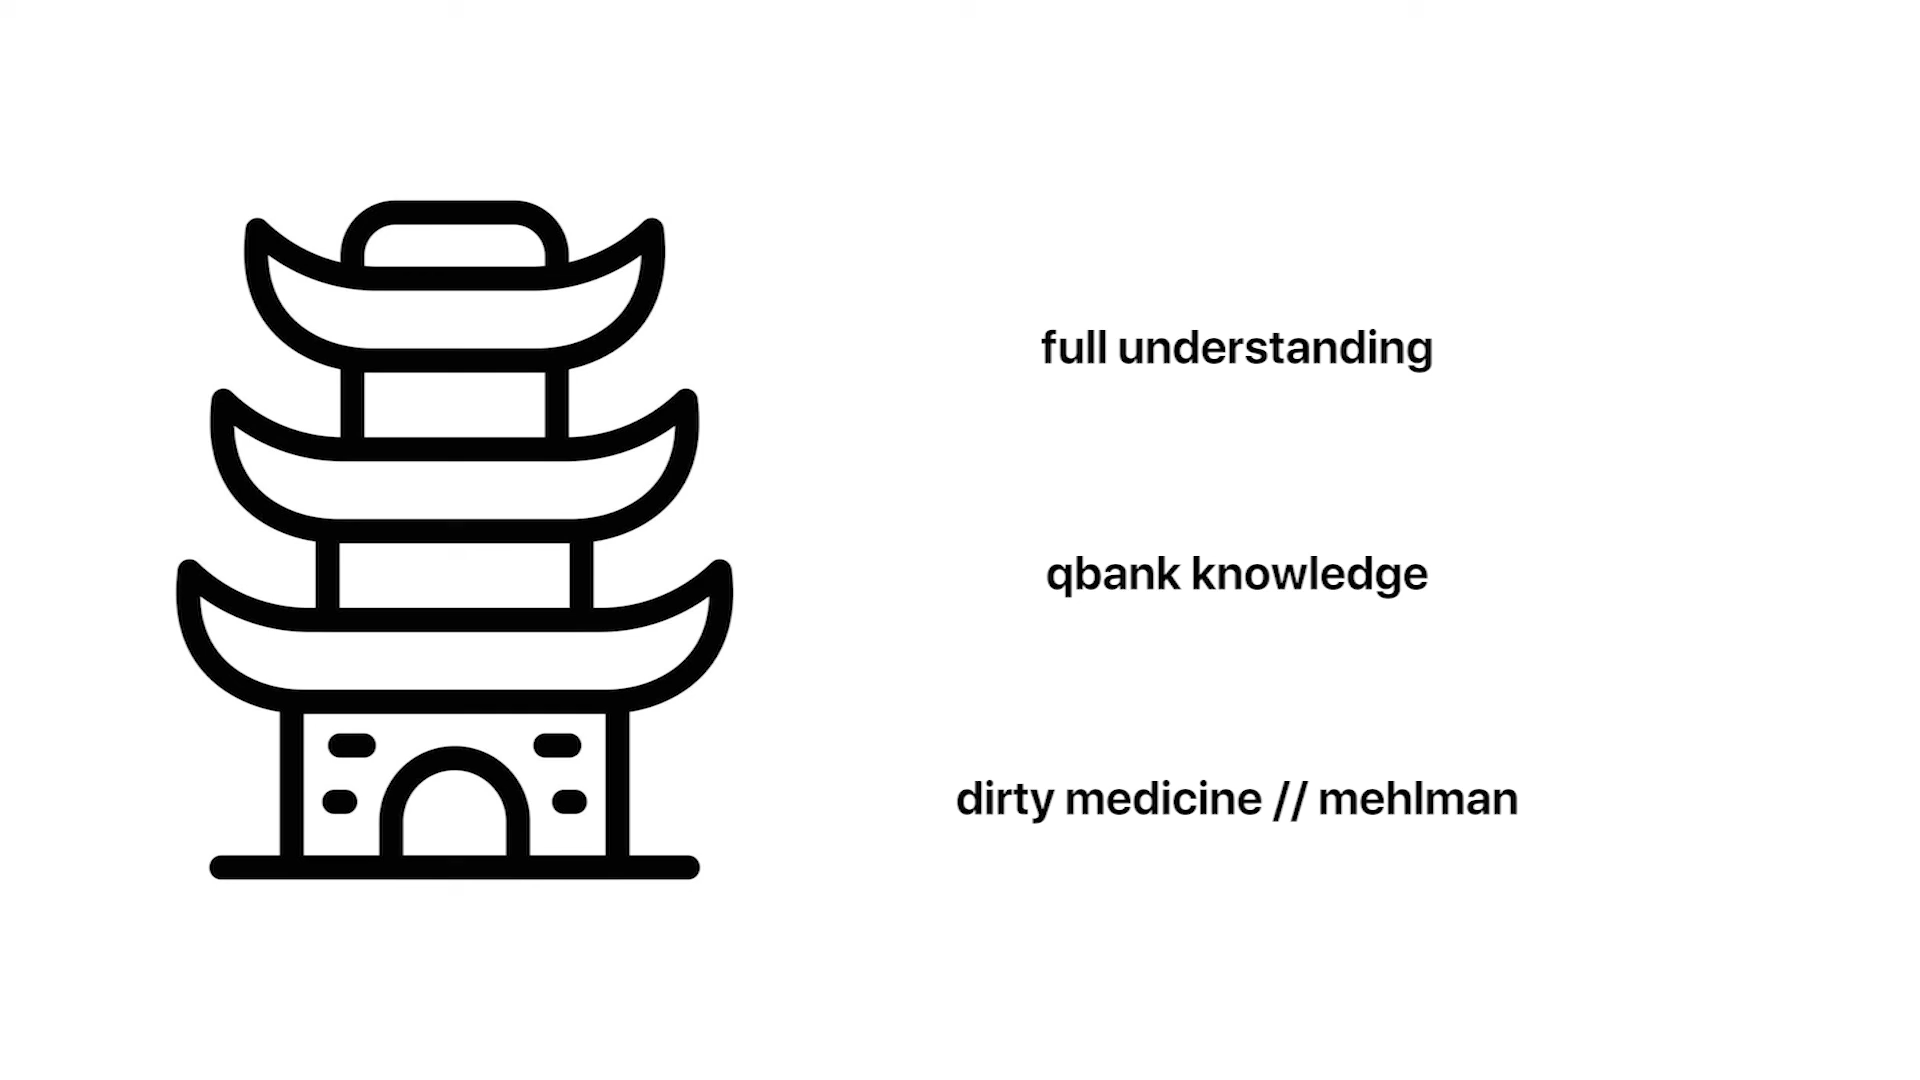 full understanding
qbank knowledge
dirty medicine // mehlman